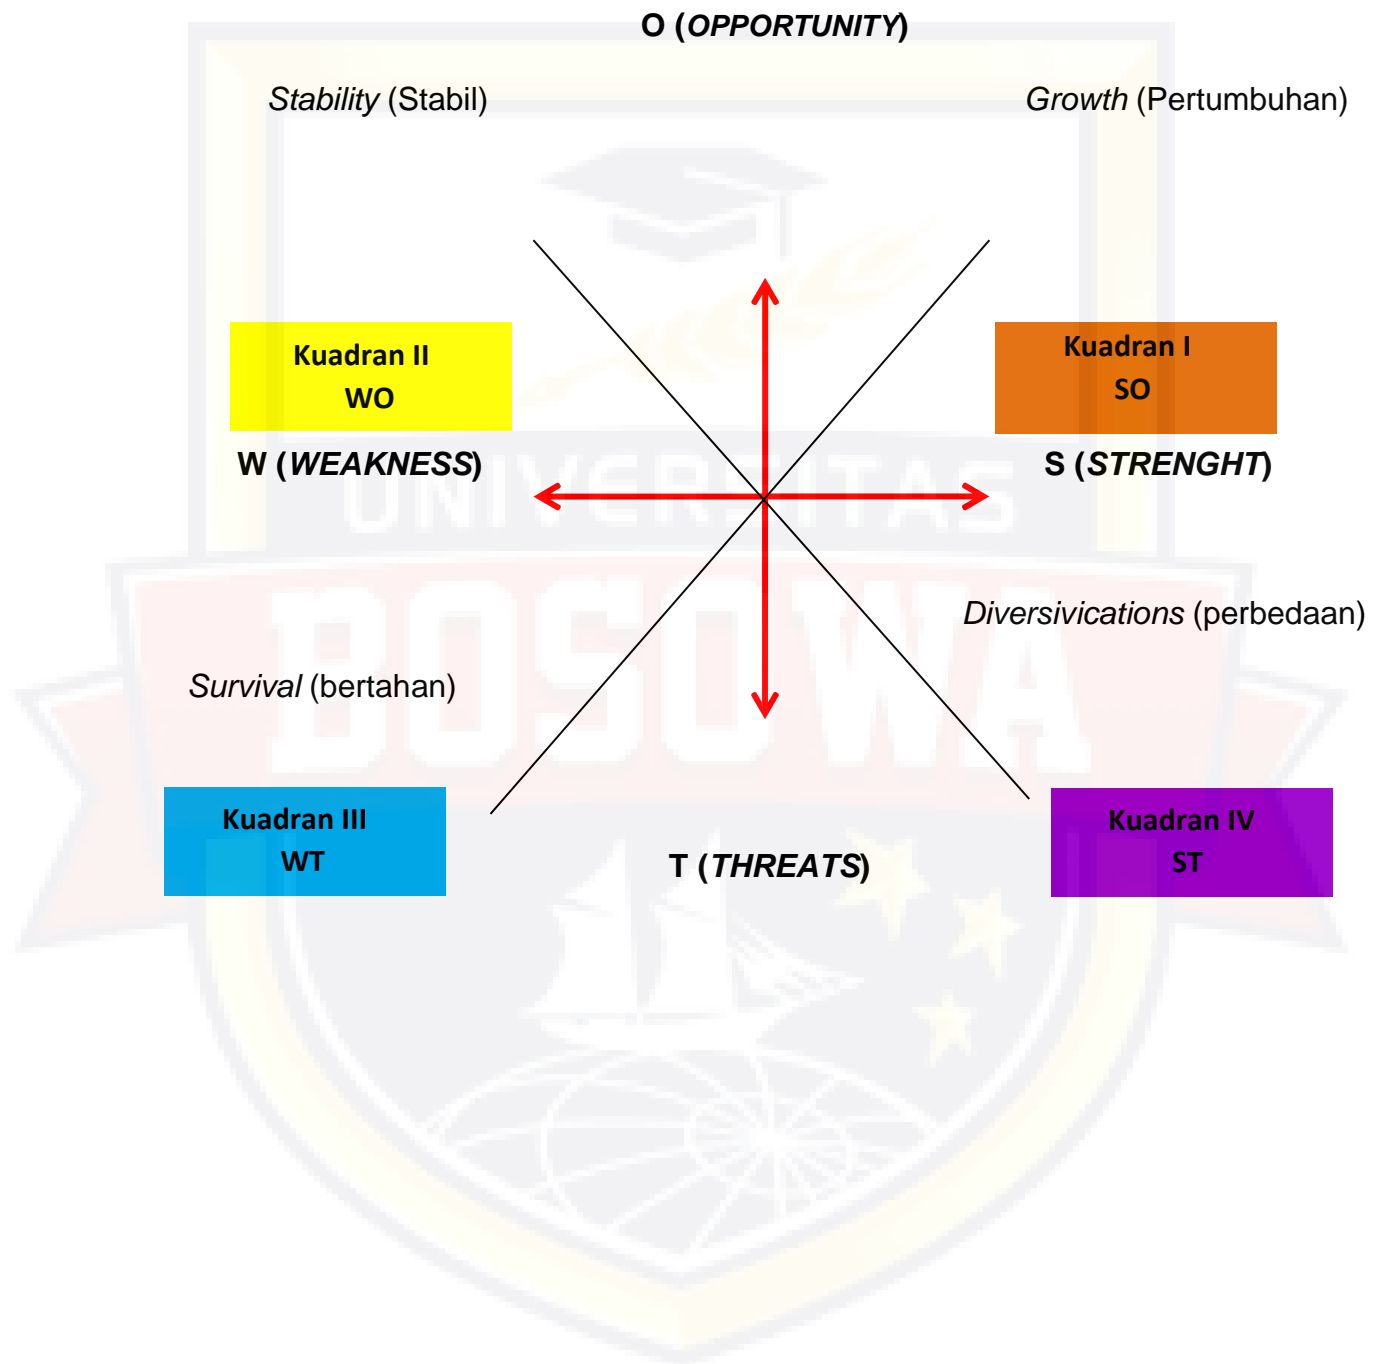 O (OPPORTUNITY)
Stability (Stabil)
Growth (Pertumbuhan)
Kuadran II
WO
Kuadran I
SO
W (WEAKNESS)
S (STRENGHT)
UNIVERSITAS
BOSOWA
Diversivications (perbedaan)
Survival (bertahan)
Kuadran III
WT
T (THREATS)
Kuadran IV
ST